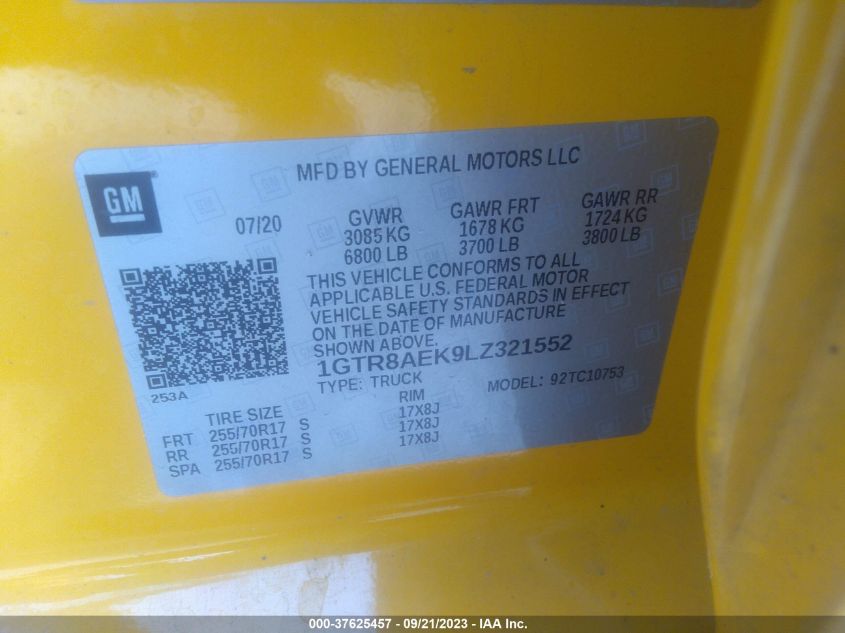 MFD BY GENERAL MOTORS LLC
GM
07/20 GVWR GAWR FRT GAWR RR
3085 KG 1678 KG 1724 KG
6800 LB 3700 LB 3800 LB
THIS VEHICLE CONFORMS TO ALL
APPLICABLE U.S. FEDERAL MOTOR
VEHICLE SAFETY STANDARDS IN EFFECT
ON THE DATE OF MANUFACTURE
SHOWN ABOVE.
1GTR8AEK9LZ321552
253A TYPE: TRUCK MODEL: 92TC10753
TIRE SIZE RIM
FRT 255/70R17 S 17X8J
RR 255/70R17 S 17X8J
SPA 255/70R17 S 17X8J
000-37625457 - 09/21/2023 - IAA Inc.